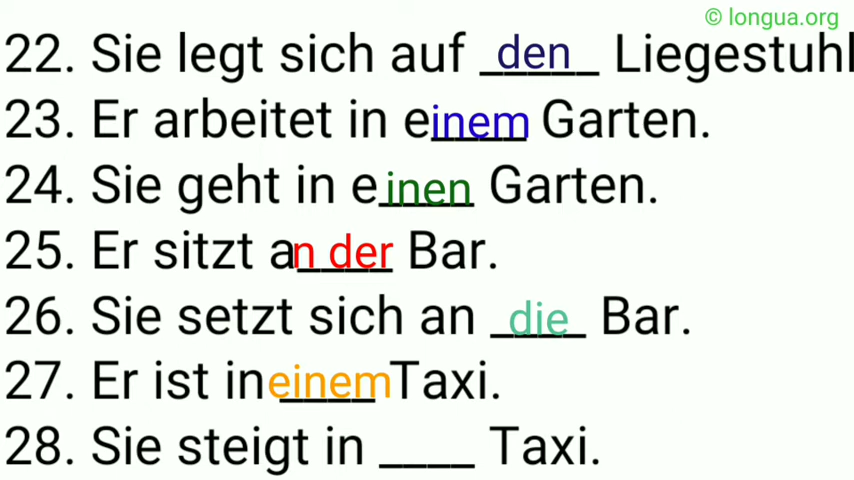 © longua.org
22. Sie legt sich auf den Liegestuhl
23. Er arbeitet in einem Garten.
24. Sie geht in einen Garten.
25. Er sitzt an der Bar.
26. Sie setzt sich an die Bar.
27. Er ist in einem Taxi.
28. Sie steigt in ____ Taxi.